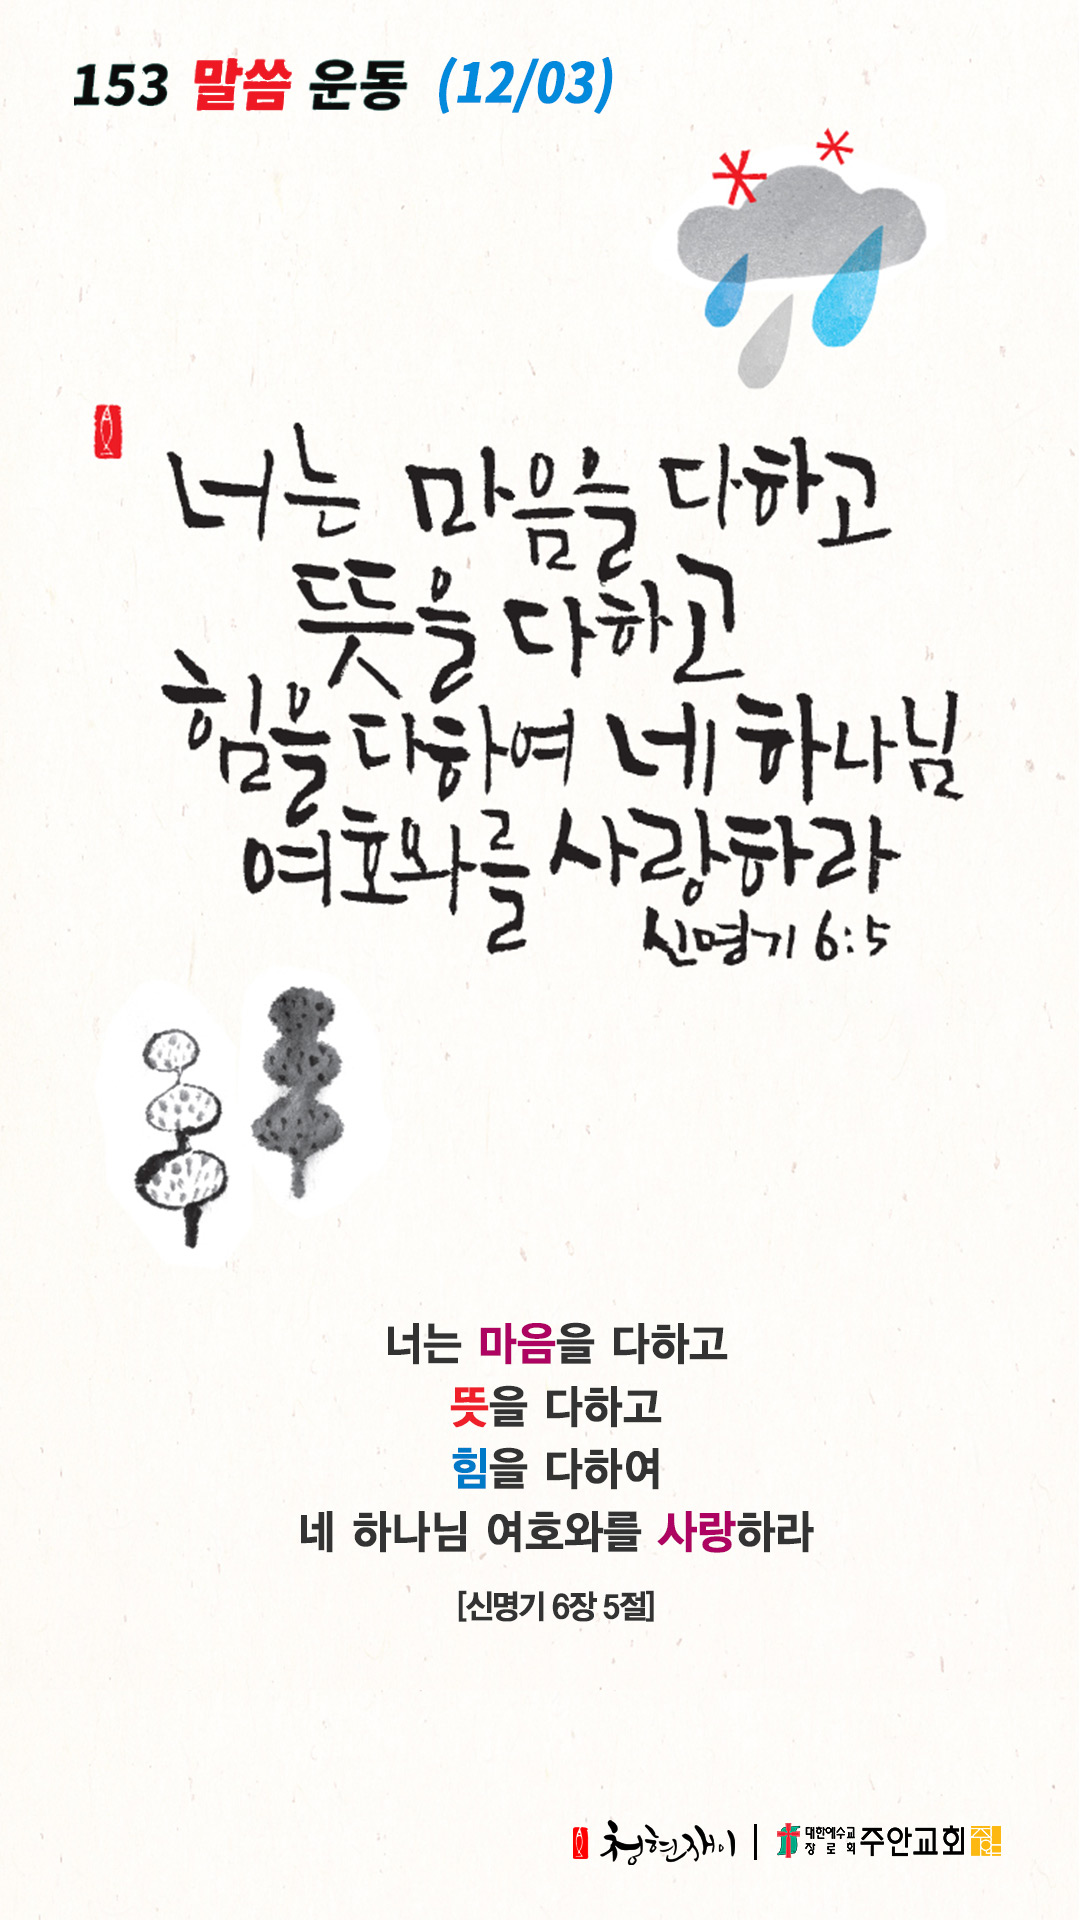 153 말씀 운동 (12/03)
너는 마음을 다하고
뜻을 다하고
힘을 다하여 네 하나님
여호와를 사랑하라
신명기 6:5
너는 마음을 다하고
뜻을 다하고
힘을 다하여
네 하나님 여호와를 사랑하라
[신명기 6장 5절]
청현재이 | 대한예수교 장로회 주안교회